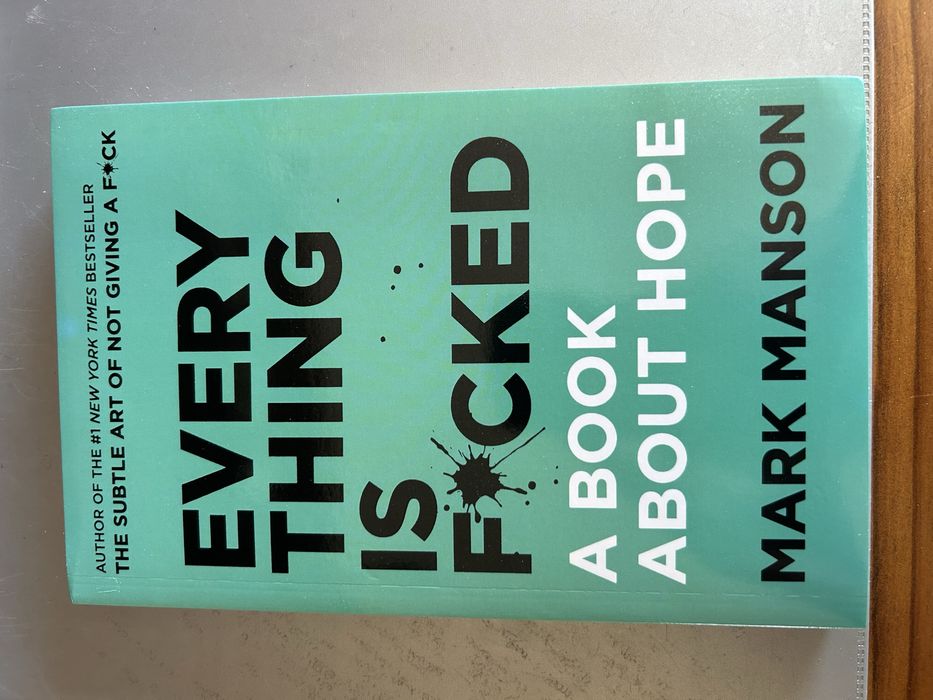 AUTHOR OF THE #1 NEW YORK TIMES BESTSELLER
THE SUBTLE ART OF NOT GIVING A F*CK
EVERY
THING
IS
F*CKED
A BOOK
ABOUT HOPE
MARK MANSON